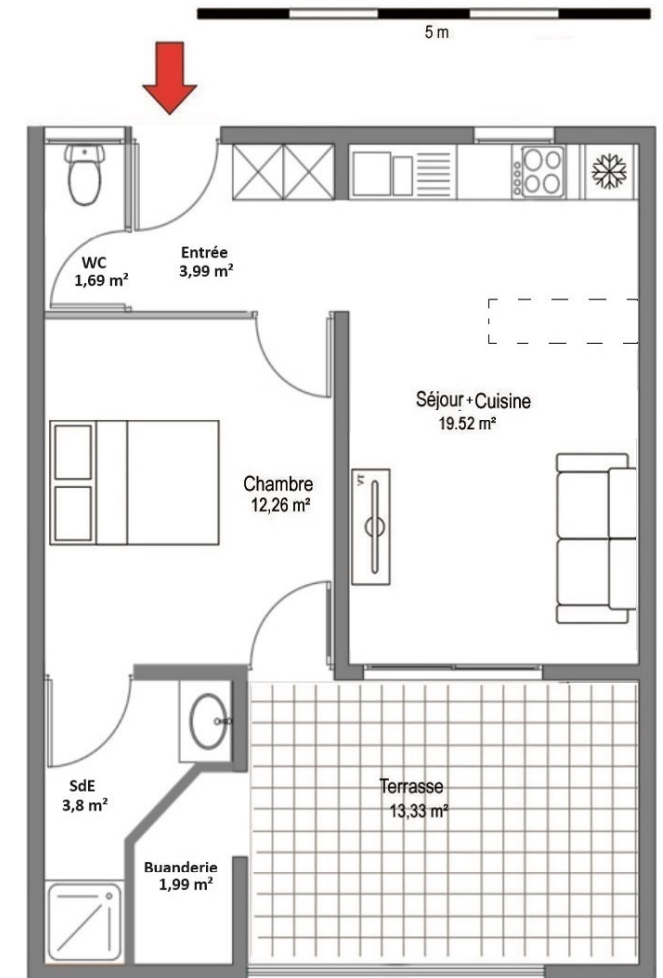 5 m
WC
1,69 m²
Entrée
3,99 m²
Séjour+Cuisine
19.52 m²
VT
Chambre
12,26 m²
SdE
3,8 m²
Terrasse
13,33 m²
Buanderie
1,99 m²